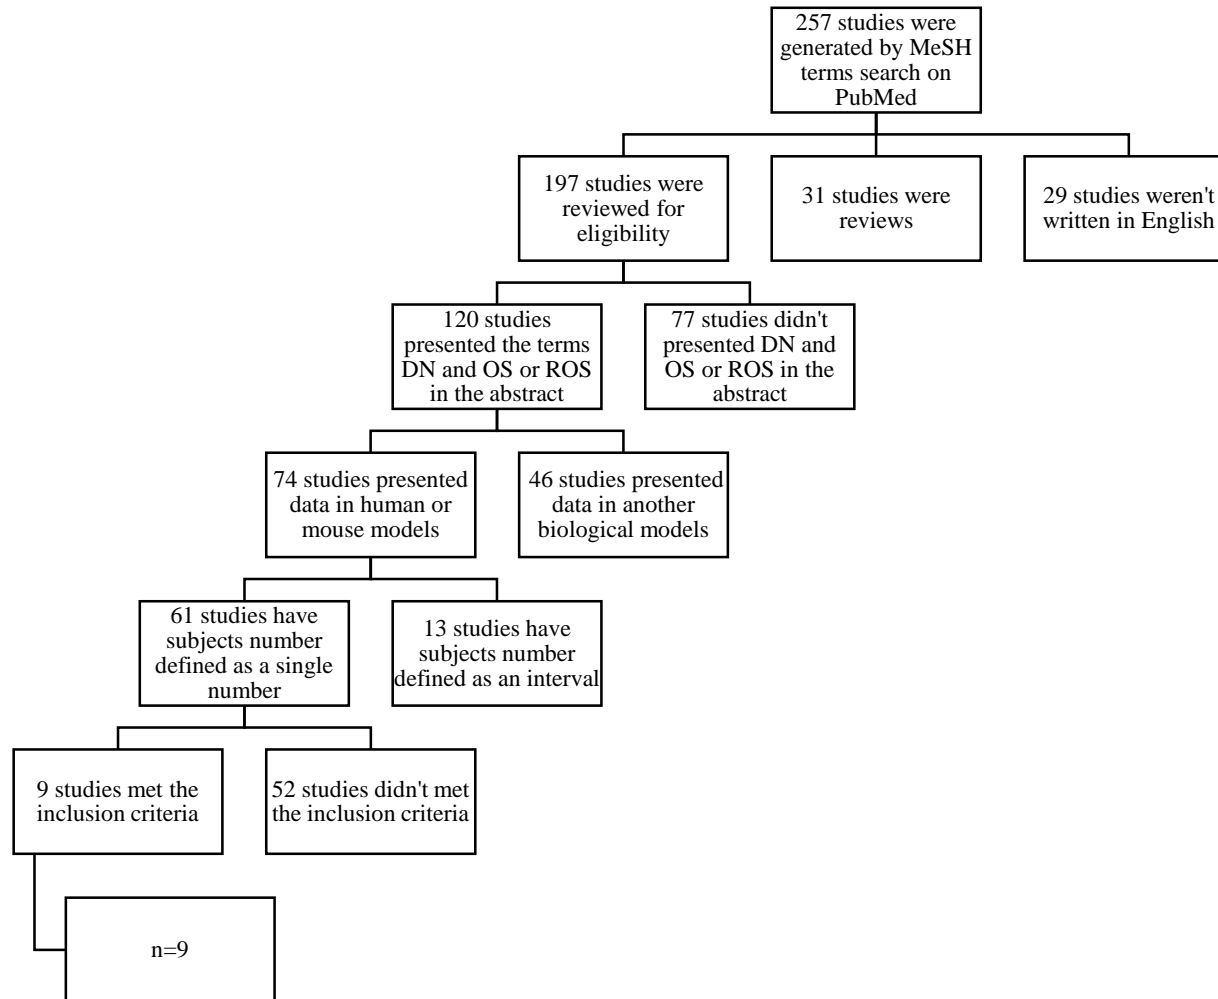 257 studies were
generated by MeSH
terms search on
PubMed
197 studies were
reviewed for
eligibility
31 studies were
reviews
29 studies weren't
written in English
120 studies
presented the terms
DN and OS or ROS
in the abstract
77 studies didn't
presented DN and
OS or ROS in the
abstract
74 studies presented
data in human or
mouse models
46 studies presented
data in another
biological models
61 studies have
subjects number
defined as a single
number
13 studies have
subjects number
defined as an interval
9 studies met the
inclusion criteria
52 studies didn't met
the inclusion criteria
n=9